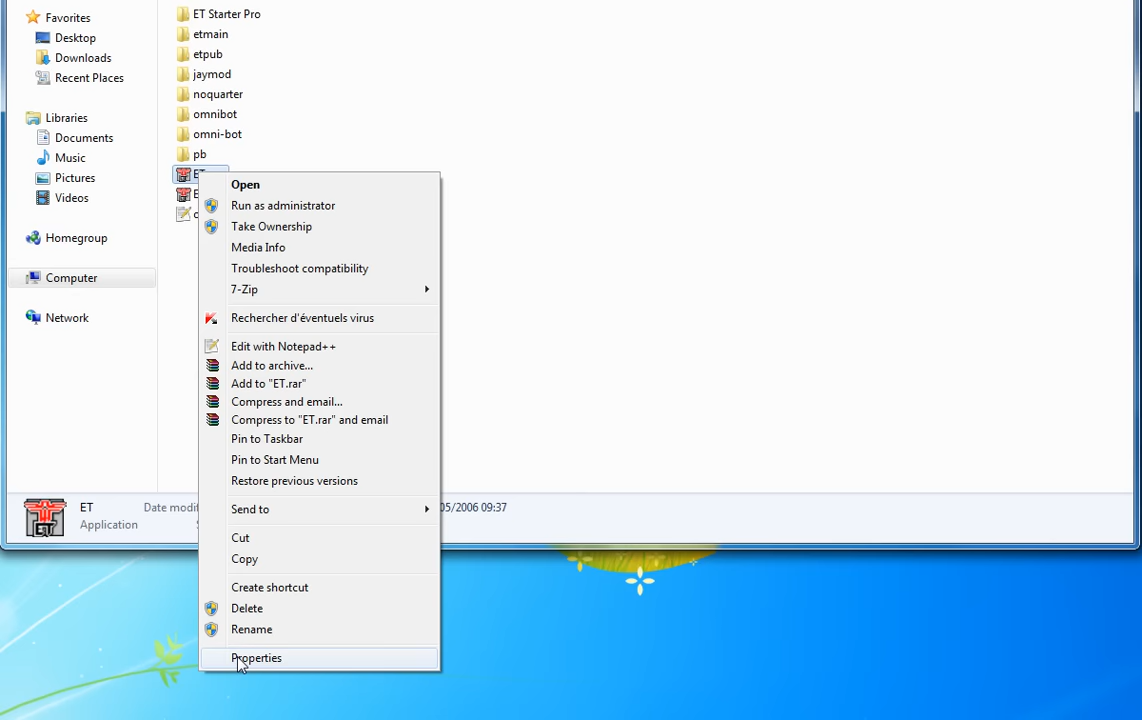 Favorites
Desktop
Downloads
Recent Places
Libraries
Documents
Music
Pictures
Videos
Homegroup
Computer
Network
ET Starter Pro
etmain
etpub
jaymod
noquarter
omnibot
omni-bot
pb
Open
Run as administrator
Take Ownership
Media Info
Troubleshoot compatibility
7-Zip
Rechercher d'éventuels virus
Edit with Notepad++
Add to archive...
Add to "ET.rar"
Compress and email...
Compress to "ET.rar" and email
Pin to Taskbar
Pin to Start Menu
Restore previous versions
Send to
Cut
Copy
Create shortcut
Delete
Rename
Properties
ET Date 05/2006 09:37
Application